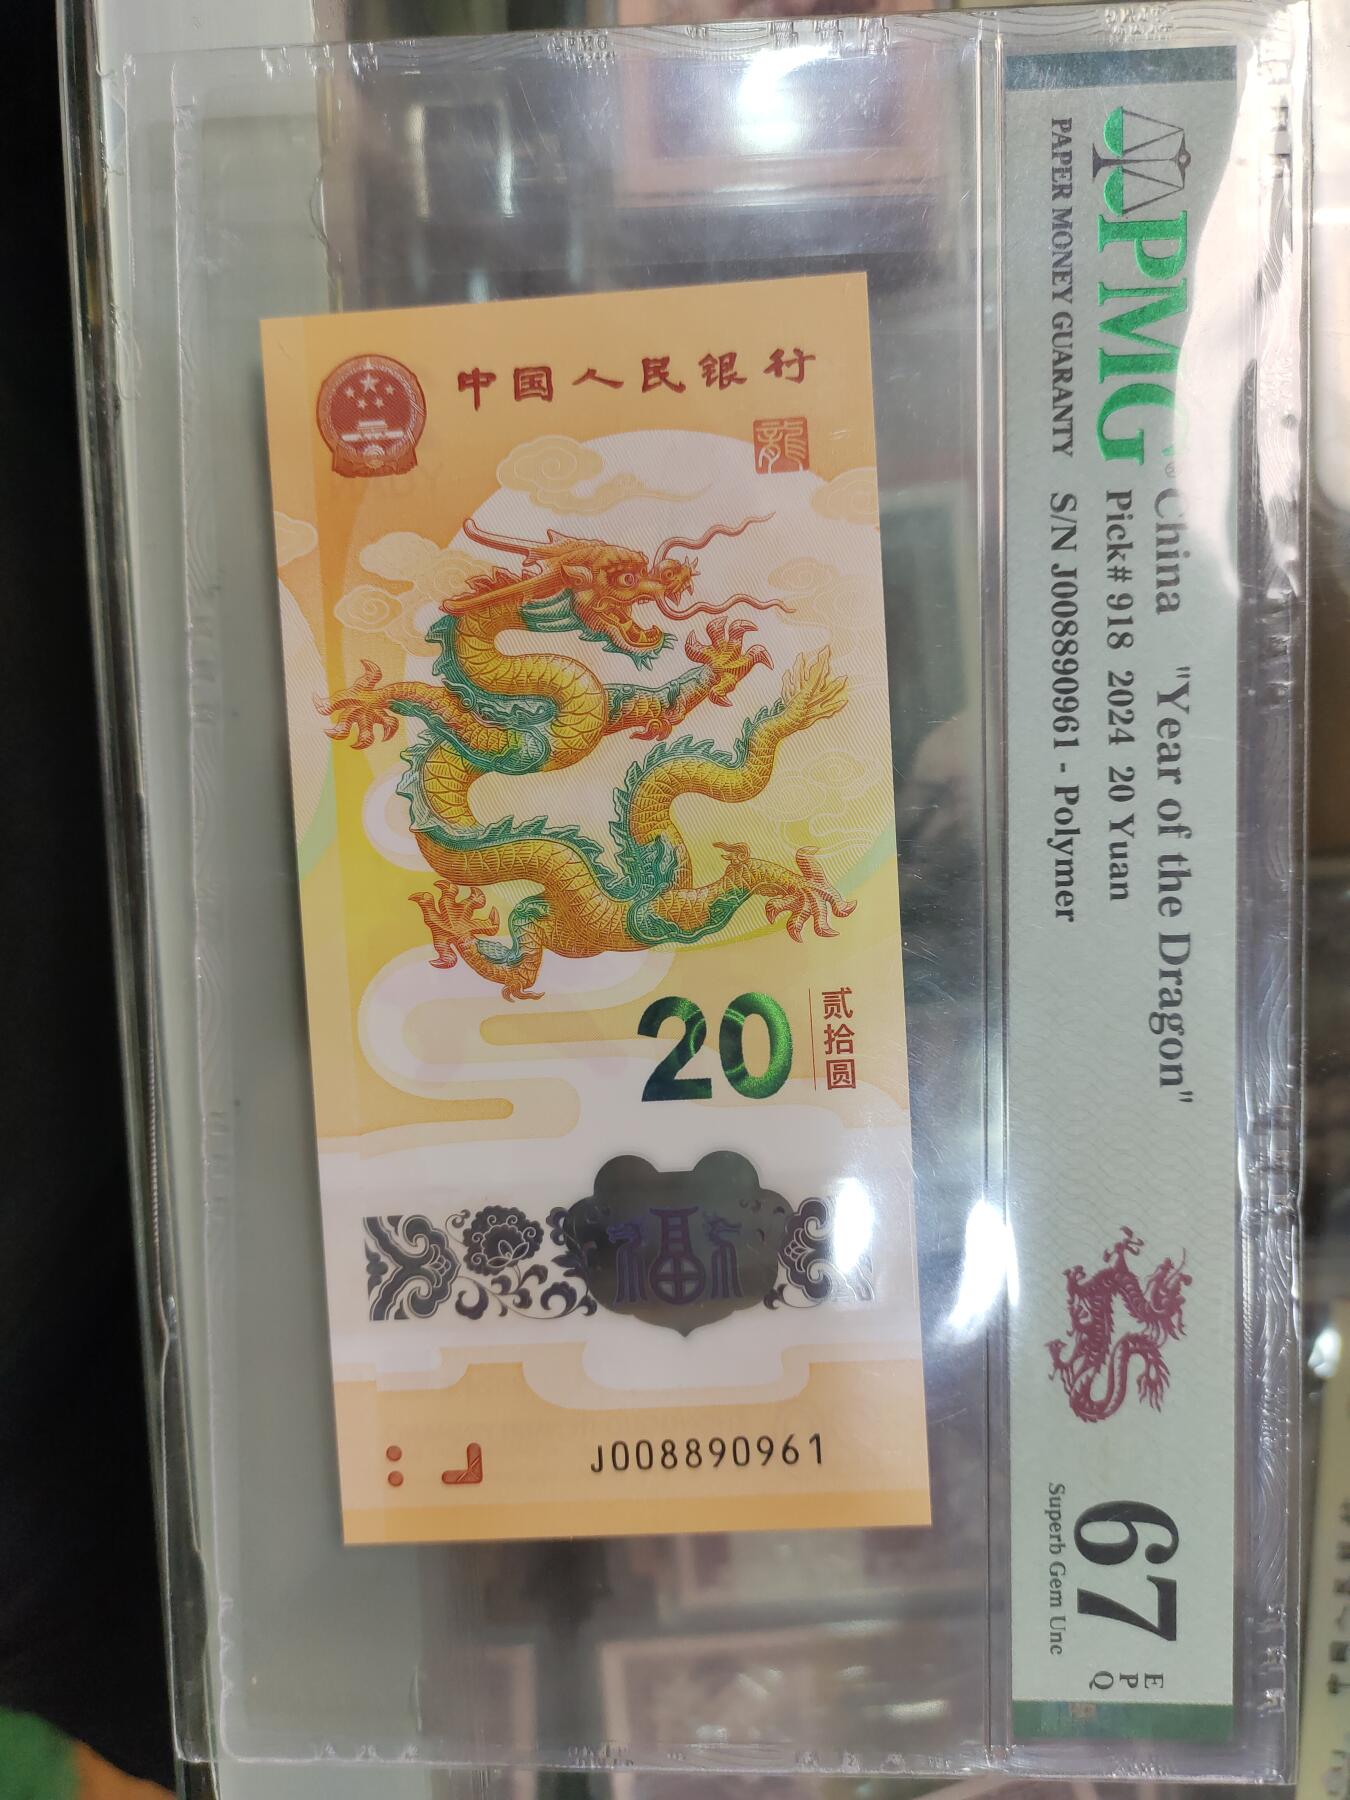 中国人民银行
龍
贰拾圆
20
福
J008890961
PMG
PAPER MONEY GUARANTY
China "Year of the Dragon"
Pick# 918 2024 20 Yuan
S/N J008890961 - Polymer
67
EPQ
Superb Gem Unc